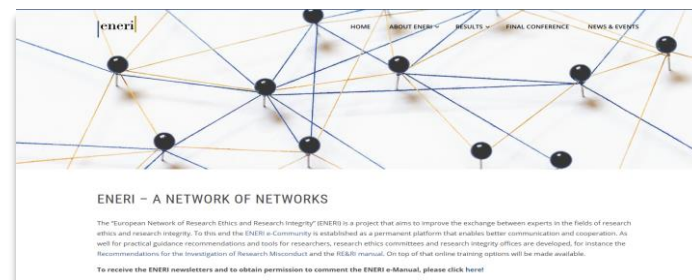 eneri
HOME ABOUT ENERI RESULTS FINAL CONFERENCE NEWS & EVENTS
ENERI – A NETWORK OF NETWORKS
The "European Network of Research Ethics and Research Integrity" (ENERI) is a project that aims to improve the exchange between experts in the fields of research
ethics and research integrity. To this end the ENERI e-Community is established as a permanent platform that enables better communication and cooperation. As
well for practical guidance recommendations and tools for researchers, research ethics committees and research integrity offices are developed, for instance the
Recommendations for the Investigation of Research Misconduct and the RE&RI manual. On top of that online training options will be made available.
To receive the ENERI newsletters and to obtain permission to comment the ENERI e-Manual, please click here!